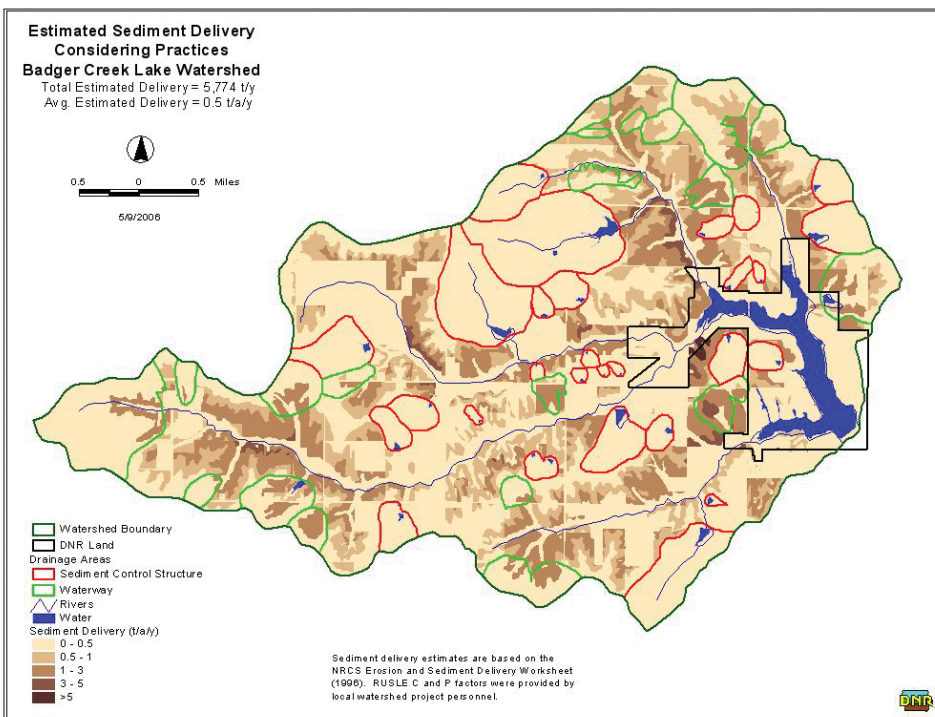 Estimated Sediment Delivery
Considering Practices
Badger Creek Lake Watershed
Total Estimated Delivery = 5,774 t/y
Avg. Estimated Delivery = 0.5 t/a/y
0.5 0 0.5 Miles
5/9/2006
Watershed Boundary
DNR Land
Drainage Areas
Sediment Control Structure
Waterway
Rivers
Water
Sediment Delivery (t/a/y)
0 - 0.5
0.5 - 1
1 - 3
3 - 5
>5
Sediment delivery estimates are based on the
NRCS Erosion and Sediment Delivery Worksheet
(1996). RUSLE C and P factors were provided by
local watershed project personnel.
DNR